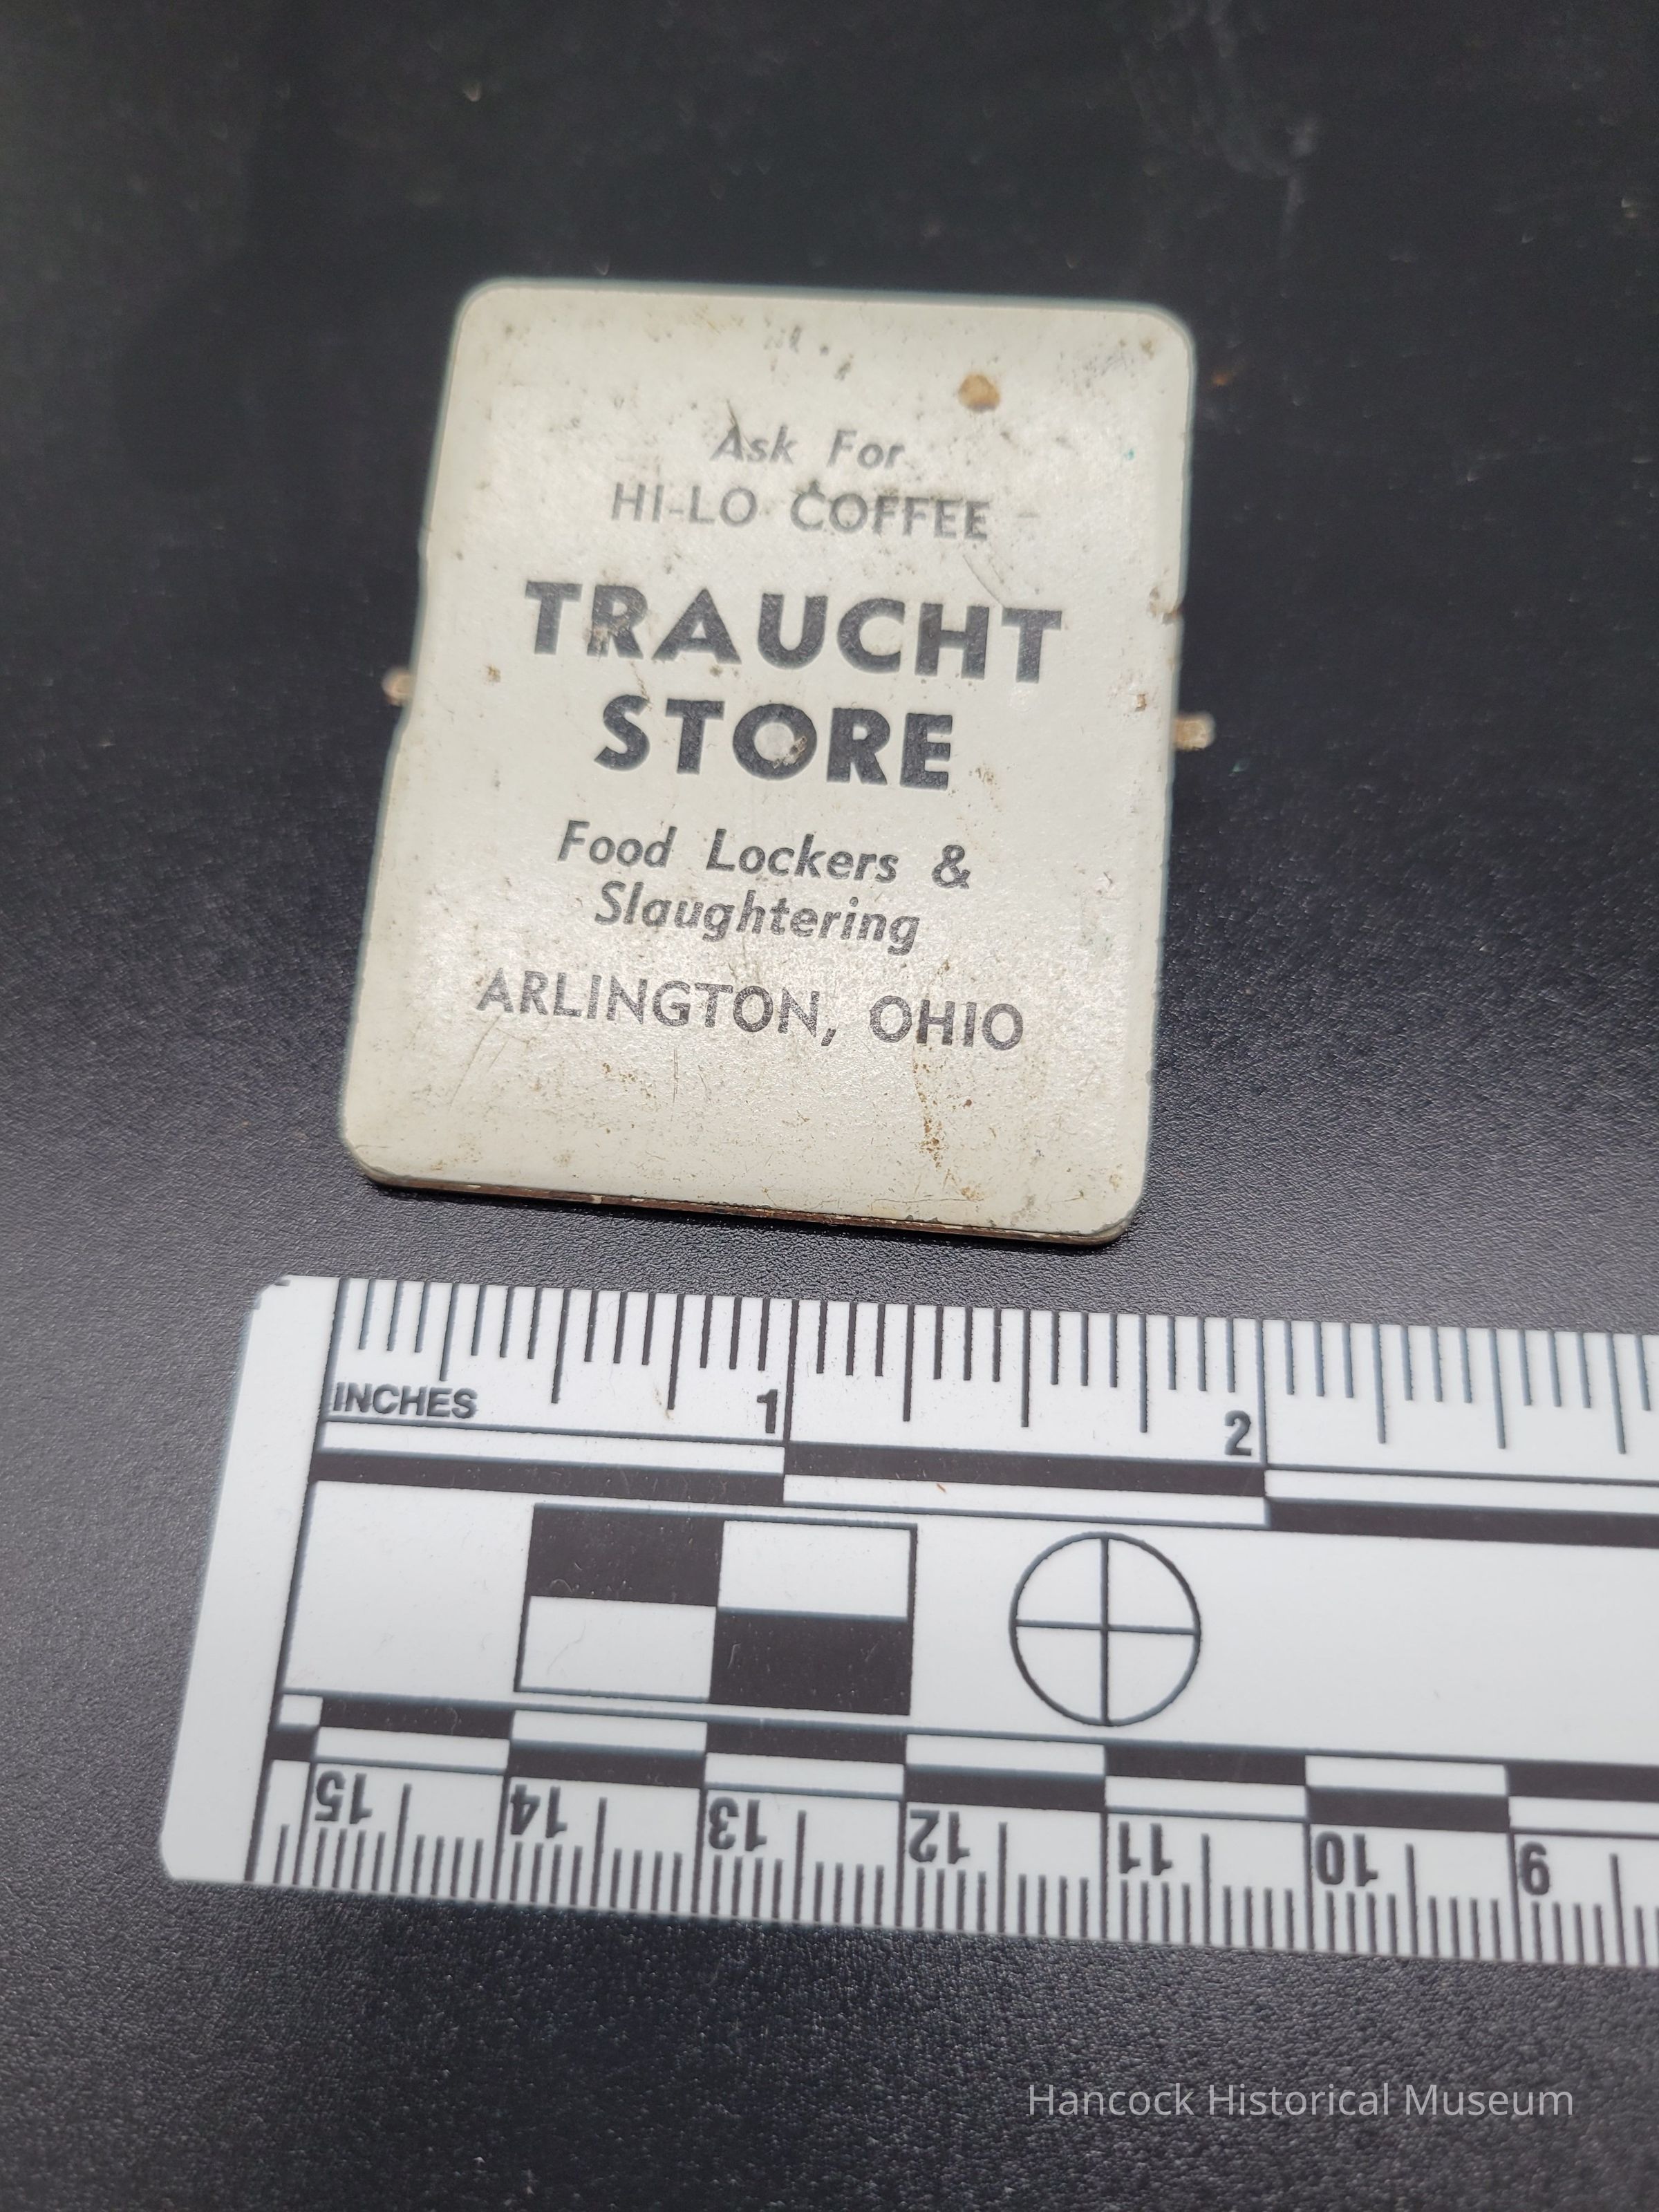 Ask For
HI-LO COFFEE
TRAUCHT
STORE
Food Lockers &
Slaughtering
ARLINGTON, OHIO
INCHES 1 2
15 14 13 12 11 10 9
Hancock Historical Museum